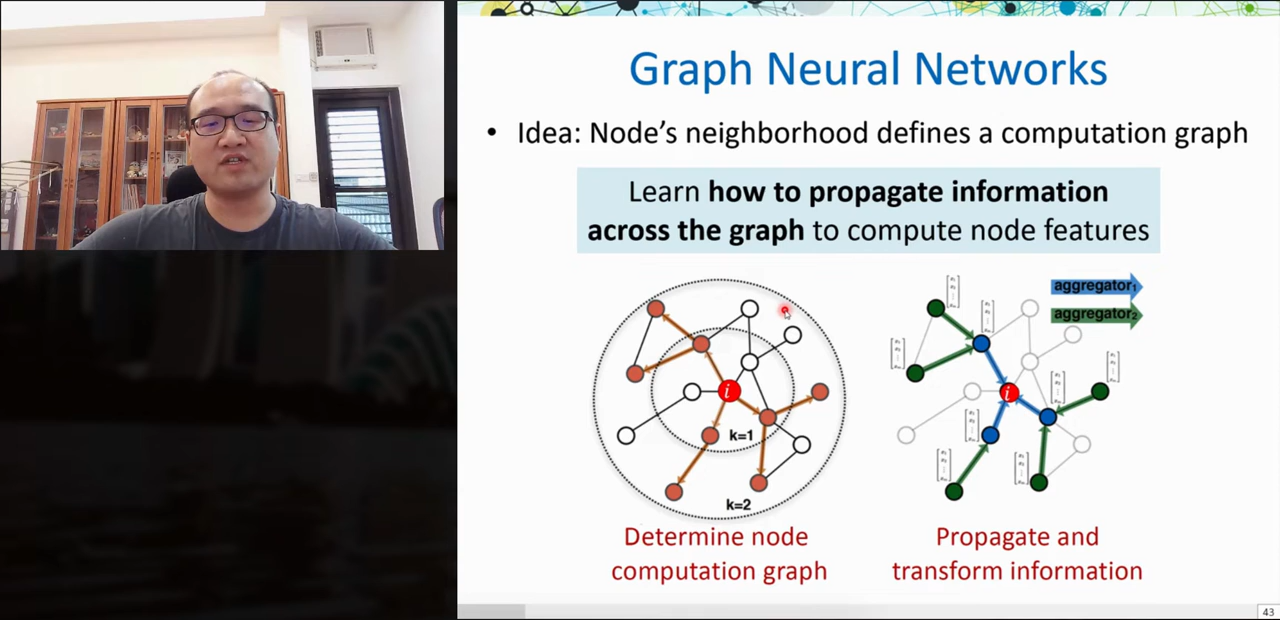 Graph Neural Networks
• Idea: Node's neighborhood defines a computation graph
Learn how to propagate information
across the graph to compute node features
aggregator₁
aggregator₂
i
i
k=1
k=2
Determine node
computation graph
Propagate and
transform information
43